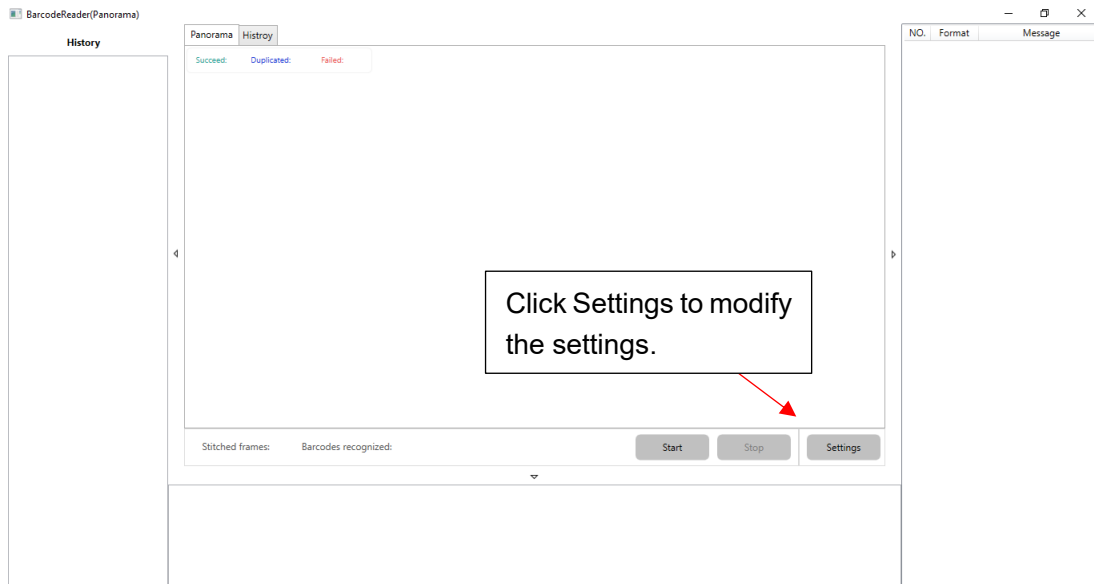 BarcodeReader(Panorama)
History
Panorama Histroy
NO. Format Message
Succeed: Duplicated: Failed:
Click Settings to modify
the settings.
Stitched frames: Barcodes recognized: Start Stop Settings